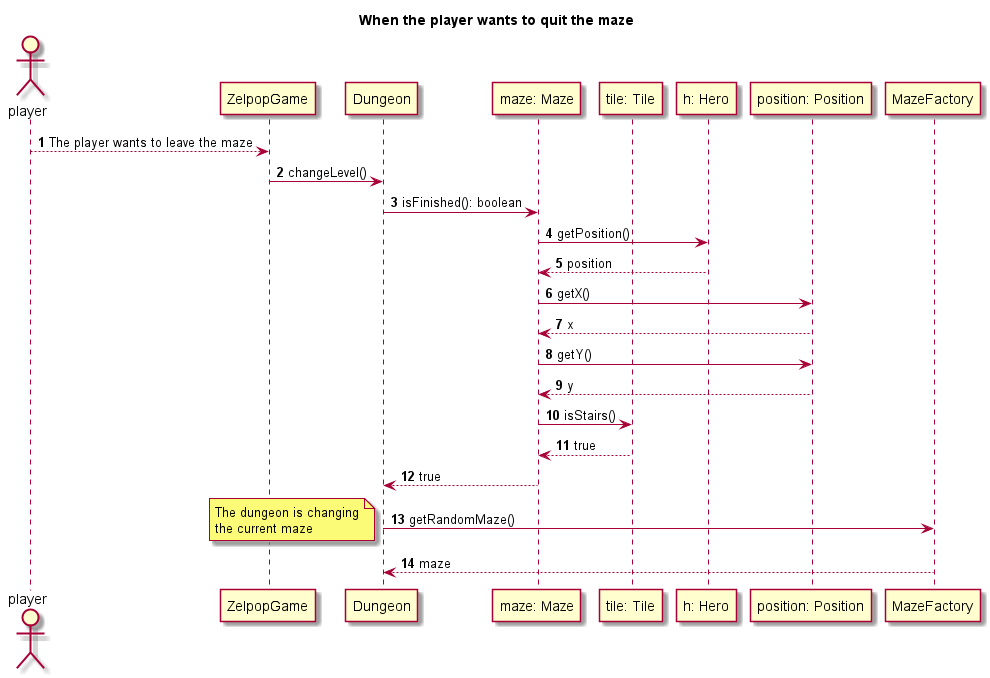 When the player wants to quit the maze
player
ZelpopGame
Dungeon
maze: Maze
tile: Tile
h: Hero
position: Position
MazeFactory
1 The player wants to leave the maze
2 changeLevel()
3 isFinished(): boolean
4 getPosition()
5 position
6 getX()
7 x
8 getY()
9 y
10 isStairs()
11 true
12 true
The dungeon is changing
the current maze
13 getRandomMaze()
14 maze
player
ZelpopGame
Dungeon
maze: Maze
tile: Tile
h: Hero
position: Position
MazeFactory